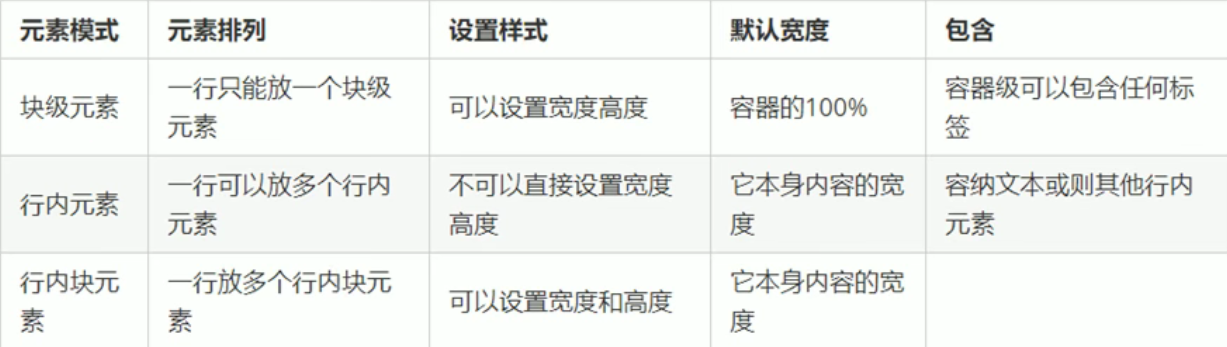 元素模式 元素排列 设置样式 默认宽度 包含
块级元素 一行只能放一个块级元素 可以设置宽度高度 容器的100% 容器级可以包含任何标签
行内元素 一行可以放多个行内元素 不可以直接设置宽度高度 它本身内容的宽度 容纳文本或则其他行内元素
行内块元素 一行放多个行内块元素 可以设置宽度和高度 它本身内容的宽度